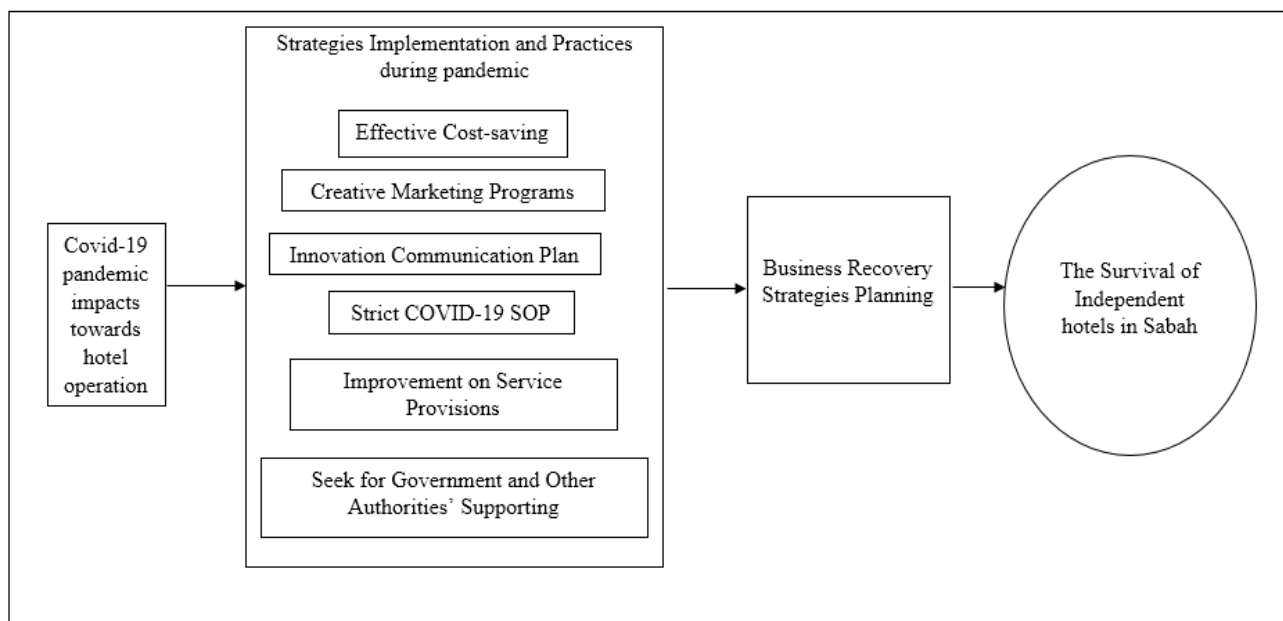 Covid-19
pandemic
impacts
towards
hotel
operation
Strategies Implementation and Practices
during pandemic
Effective Cost-saving
Creative Marketing Programs
Innovation Communication Plan
Strict COVID-19 SOP
Improvement on Service
Provisions
Seek for Government and Other
Authorities’ Supporting
Business Recovery
Strategies Planning
The Survival of
Independent
hotels in Sabah